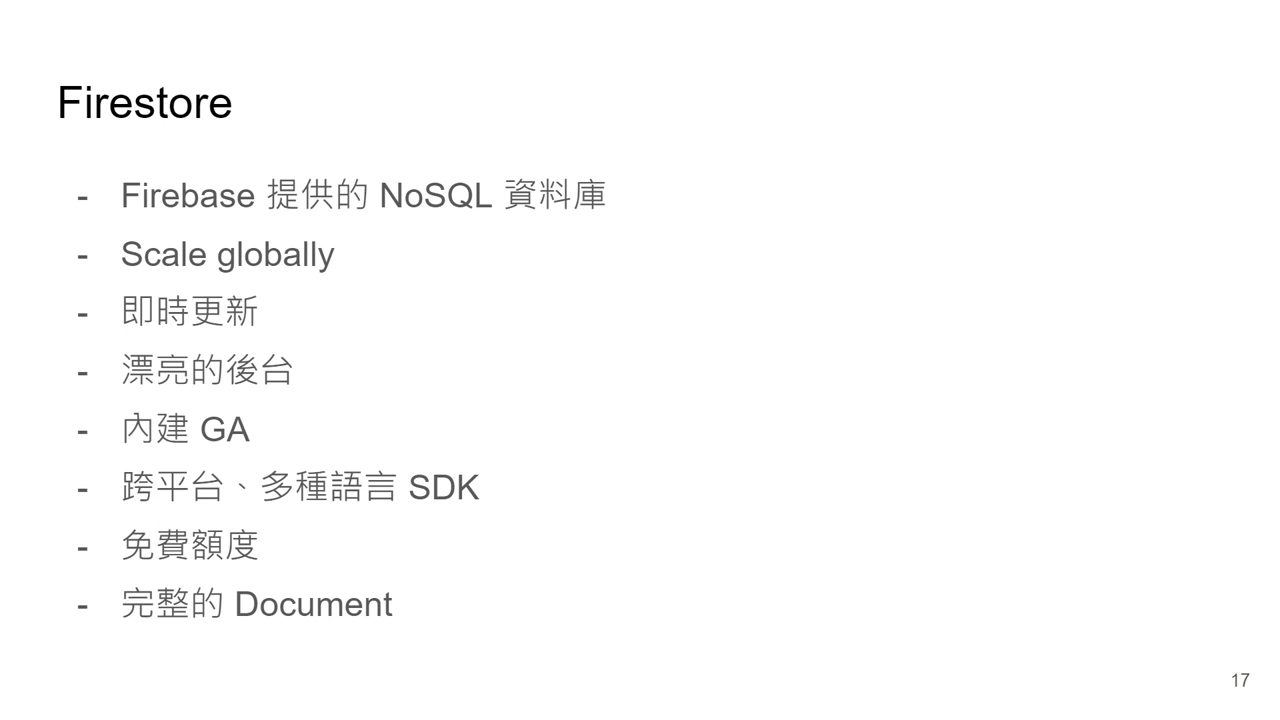 Firestore
- Firebase 提供的 NoSQL 資料庫
- Scale globally
- 即時更新
- 漂亮的後台
- 內建 GA
- 跨平台、多種語言 SDK
- 免費額度
- 完整的 Document
17